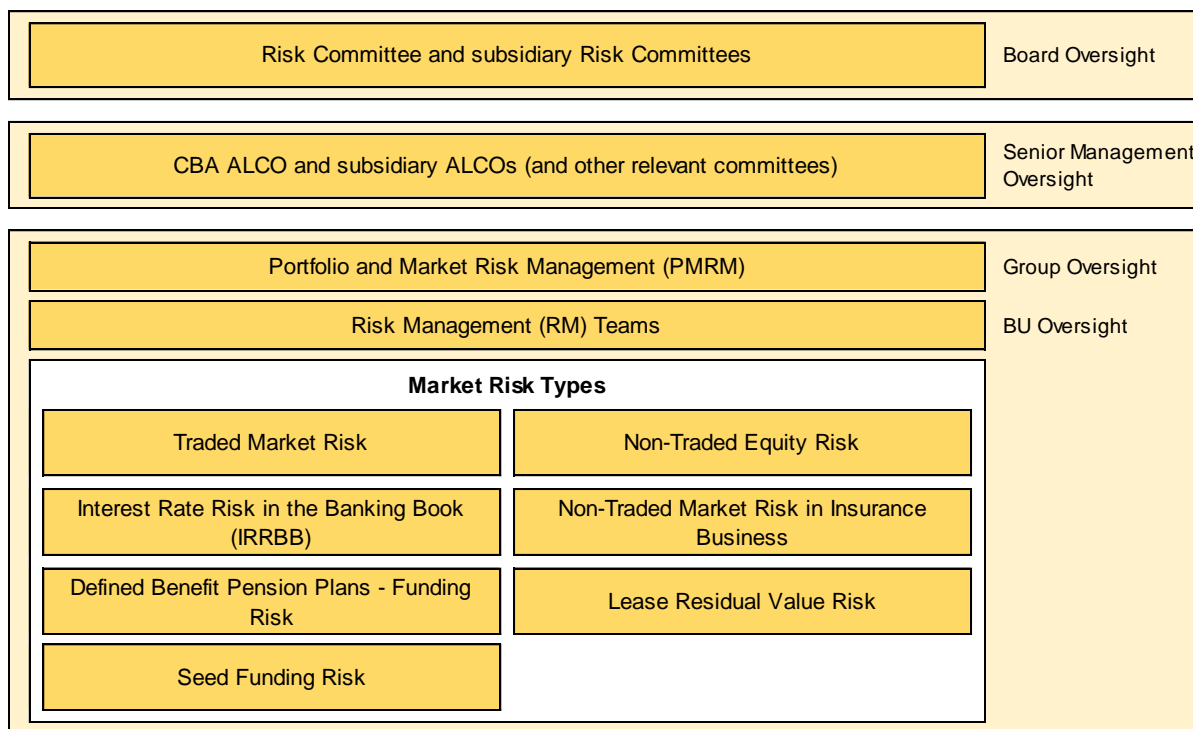 Risk Committee and subsidiary Risk Committees
Board Oversight
CBA ALCO and subsidiary ALCOs (and other relevant committees)
Senior Management
Oversight
Portfolio and Market Risk Management (PMRM)
Group Oversight
Risk Management (RM) Teams
BU Oversight
Market Risk Types
Traded Market Risk
Non-Traded Equity Risk
Interest Rate Risk in the Banking Book
(IRRBB)
Non-Traded Market Risk in Insurance
Business
Defined Benefit Pension Plans - Funding
Risk
Lease Residual Value Risk
Seed Funding Risk